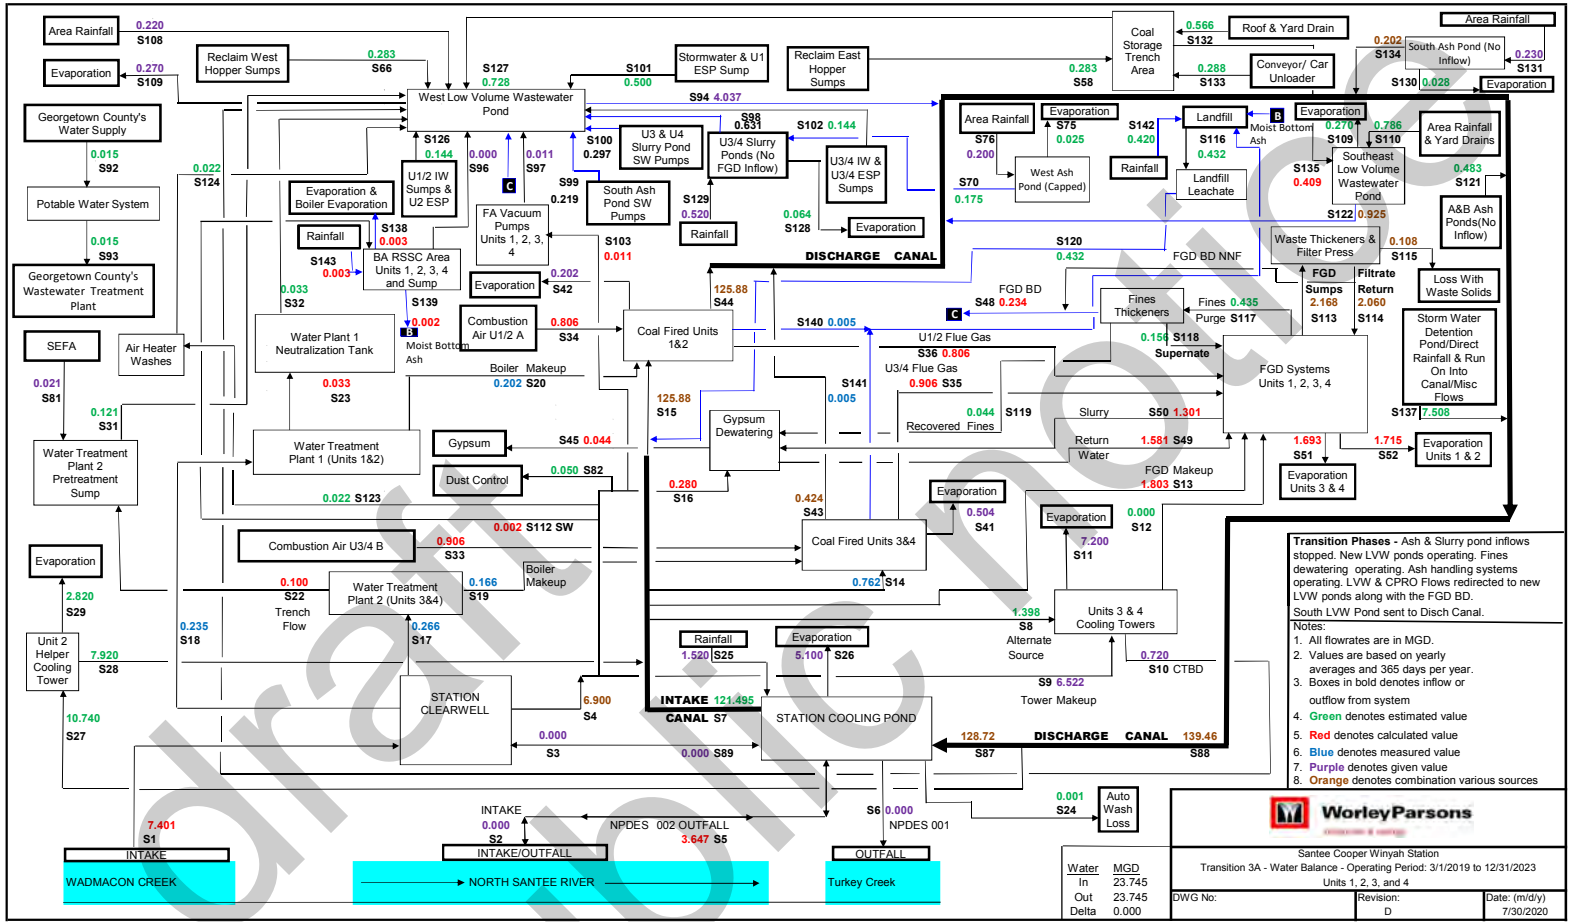 Area Rainfall
0.220
S108
Evaporation
0.270
S109
Reclaim West
Hopper Sumps
0.283
S66
S127
0.728
S101
0.500
Stormwater & U1
ESP Sump
Reclaim East
Hopper
Sumps
0.283
S58
Coal
Storage
Trench
Area
0.566
S132
Roof & Yard Drain
0.288
S133
Conveyor/ Car
Unloader
Area Rainfall
0.202
S134
South Ash Pond (No
Inflow)
0.230
S131
S130 0.028
Evaporation
West Low Volume Wastewater
Pond
S94 4.037
S98
0.631
S102 0.144
Georgetown County's
Water Supply
0.015
S92
Potable Water System
0.015
S93
Georgetown County's
Wastewater Treatment
Plant
0.022
S124
S126
0.144
U1/2 IW
Sumps &
U2 ESP
0.000
S96
C
0.011
S97
S100
0.297
S99
0.219
U3 & U4
Slurry Pond
SW Pumps
South Ash
Pond SW
Pumps
U3/4 Slurry
Ponds (No
FGD Inflow)
U3/4 IW &
U3/4 ESP
Sumps
S129
0.520
Rainfall
0.064
S128
Evaporation
Area Rainfall
S76
0.200
Evaporation
S75
0.025
West Ash
Pond (Capped)
S70
0.175
S142
0.420
Rainfall
Landfill
B
Moist Bottom
Ash
S116
0.432
Landfill
Leachate
Evaporation
0.270
S109
0.786
S110
Area Rainfall
& Yard Drains
S135
0.409
Southeast
Low Volume
Wastewater
Pond
0.483
S121
A&B Ash
Ponds(No
Inflow)
S122 0.925
Evaporation &
Boiler Evaporation
S138
0.003
Rainfall
S143
0.003
BA RSSC Area
Units 1, 2, 3, 4
and Sump
S139
0.002
B
Moist Bottom
Ash
FA Vacuum
Pumps
Units 1, 2, 3,
4
S103
0.011
0.202
S42
Evaporation
DISCHARGE CANAL
S120
0.432
FGD BD NNF
Waste Thickeners &
Filter Press
0.108
S115
Loss With
Waste Solids
FGD
Sumps
2.168
S113
Filtrate
Return
2.060
S114
0.033
S32
Water Plant 1
Neutralization Tank
0.033
S23
Combustion
Air U1/2 A
0.806
S34
125.88
S44
Coal Fired Units
1&2
S140 0.005
FGD BD
S48 0.234
C
Fines
Thickeners
Fines 0.435
Purge S117
0.156 S118
Supernate
U1/2 Flue Gas
S36 0.806
U3/4 Flue Gas
0.906 S35
Storm Water
Detention
Pond/Direct
Rainfall & Run
On Into
Canal/Misc
Flows
S137 7.508
FGD Systems
Units 1, 2, 3, 4
SEFA
0.021
S81
Air Heater
Washes
0.121
S31
Boiler Makeup
0.202 S20
125.88
S15
S141
0.005
0.044 S119
Recovered Fines
Slurry S50 1.301
Return 1.581 S49
Water
FGD Makeup
1.803 S13
1.693
S51
1.715
S52
Evaporation
Units 1 & 2
Evaporation
Units 3 & 4
Water Treatment
Plant 2
Pretreatment
Sump
Water Treatment
Plant 1 (Units 1&2)
Gypsum
S45 0.044
Gypsum
Dewatering
Dust Control
0.050 S82
0.280
S16
0.022 S123
0.002 S112 SW
0.424
S43
Evaporation
0.504
S41
Evaporation
7.200
S11
0.000
S12
Combustion Air U3/4 B
0.906
S33
Coal Fired Units 3&4
0.762 S14
Evaporation
2.820
S29
0.100
S22
Trench
Flow
Water Treatment
Plant 2 (Units 3&4)
0.166
S19
Boiler
Makeup
0.235
S18
0.266
S17
1.398
S8
Alternate
Source
Units 3 & 4
Cooling Towers
Unit 2
Helper
Cooling
Tower
7.920
S28
10.740
S27
Rainfall
1.520 S25
Evaporation
5.100 S26
0.720
S10 CTBD
S9 6.522
Tower Makeup
STATION
CLEARWELL
6.900
S4
INTAKE 121.495
CANAL S7
STATION COOLING POND
0.000
S3
0.000 S89
128.72
S87
DISCHARGE CANAL
139.46
S88
Transition Phases - Ash & Slurry pond inflows
stopped. New LVW ponds operating. Fines
dewatering operating. Ash handling systems
operating. LVW & CPRO Flows redirected to new
LVW ponds along with the FGD BD.
South LVW Pond sent to Disch Canal.
Notes:
1. All flowrates are in MGD.
2. Values are based on yearly
averages and 365 days per year.
3. Boxes in bold denotes inflow or
outflow from system
4. Green denotes estimated value
5. Red denotes calculated value
6. Blue denotes measured value
7. Purple denotes given value
8. Orange denotes combination various sources
7.401
S1
INTAKE
WADMACON CREEK
INTAKE
0.000
S2
NPDES 002 OUTFALL
3.647 S5
INTAKE/OUTFALL
NORTH SANTEE RIVER
S6 0.000
NPDES 001
OUTFALL
Turkey Creek
0.001
S24
Auto
Wash
Loss
Water MGD
In 23.745
Out 23.745
Delta 0.000
WorleyParsons
Santee Cooper Winyah Station
Transition 3A - Water Balance - Operating Period: 3/1/2019 to 12/31/2023
Units 1, 2, 3, and 4
DWG No:
Revision:
D
Date: (m/d/y)
7/30/2020
draft
public notice